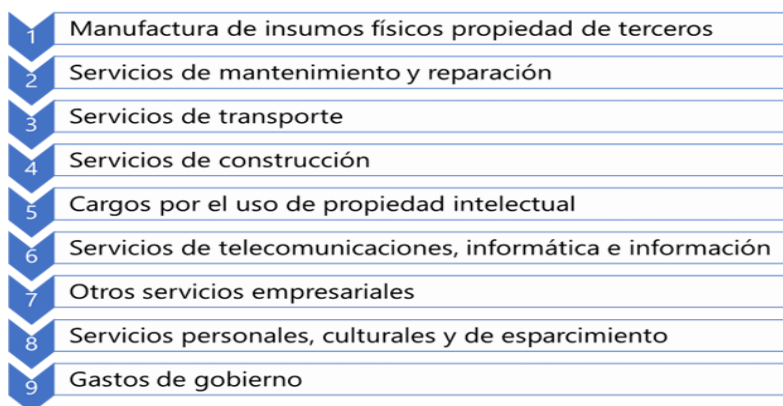 1 Manufactura de insumos físicos propiedad de terceros
2 Servicios de mantenimiento y reparación
3 Servicios de transporte
4 Servicios de construcción
5 Cargos por el uso de propiedad intelectual
6 Servicios de telecomunicaciones, informática e información
7 Otros servicios empresariales
8 Servicios personales, culturales y de esparcimiento
9 Gastos de gobierno